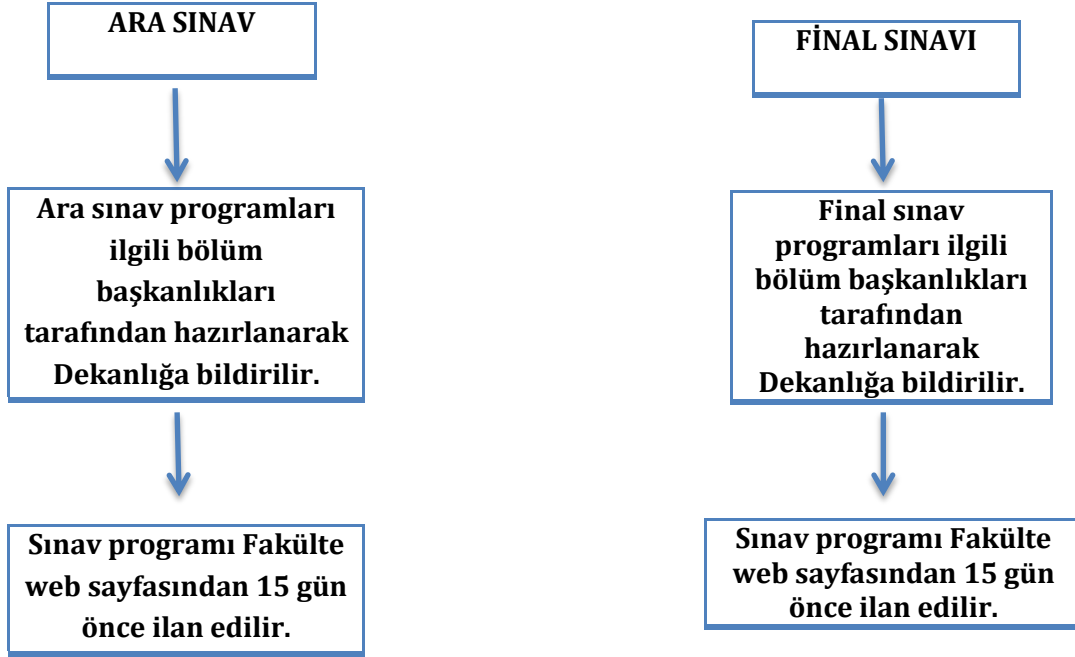 ARA SINAV
Ara sınav programları
ilgili bölüm
başkanlıkları
tarafından hazırlanarak
Dekanlığa bildirilir.
Sınav programı Fakülte
web sayfasından 15 gün
önce ilan edilir.
FİNAL SINAVI
Final sınav
programları ilgili
bölüm başkanlıkları
tarafından
hazırlanarak
Dekanlığa bildirilir.
Sınav programı Fakülte
web sayfasından 15 gün
önce ilan edilir.